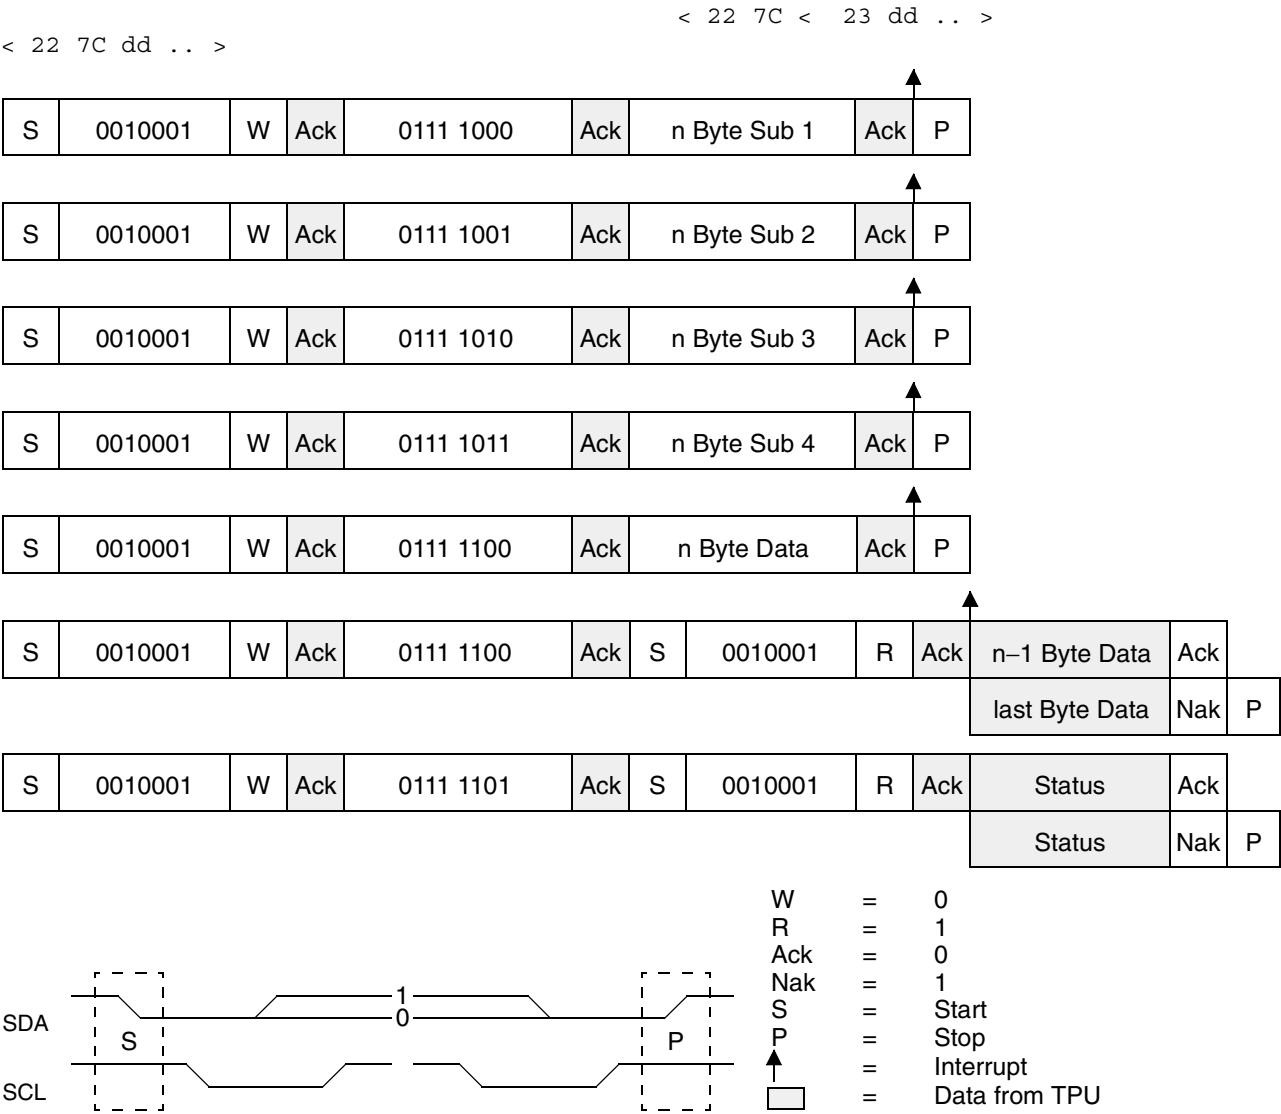 < 22 7C < 23 dd .. >
< 22 7C dd .. >
S 0010001 W Ack 0111 1000 Ack n Byte Sub 1 Ack P
S 0010001 W Ack 0111 1001 Ack n Byte Sub 2 Ack P
S 0010001 W Ack 0111 1010 Ack n Byte Sub 3 Ack P
S 0010001 W Ack 0111 1011 Ack n Byte Sub 4 Ack P
S 0010001 W Ack 0111 1100 Ack n Byte Data Ack P
S 0010001 W Ack 0111 1100 Ack S 0010001 R Ack n–1 Byte Data Ack
last Byte Data Nak P
S 0010001 W Ack 0111 1101 Ack S 0010001 R Ack Status Ack
Status Nak P
W = 0
R = 1
Ack = 0
Nak = 1
S = Start
P = Stop
= Interrupt
= Data from TPU
SDA
1
0
S
P
SCL